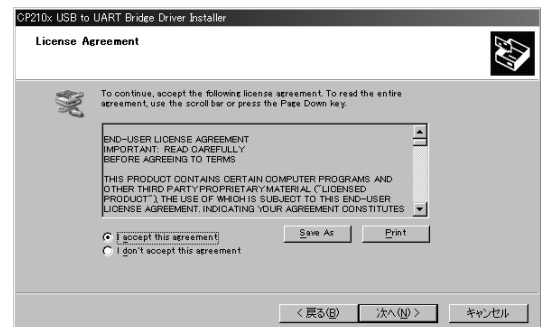 CP210x USB to UART Bridge Driver Installer
License Agreement
To continue, accept the following license agreement. To read the entire
agreement, use the scroll bar or press the Page Down key.
END-USER LICENSE AGREEMENT
IMPORTANT: READ CAREFULLY
BEFORE AGREEING TO TERMS
THIS PRODUCT CONTAINS CERTAIN COMPUTER PROGRAMS AND
OTHER THIRD PARTY PROPRIETARY MATERIAL ("LICENSED
PRODUCT"), THE USE OF WHICH IS SUBJECT TO THIS END-USER
LICENSE AGREEMENT. INDICATING YOUR AGREEMENT CONSTITUTES
I accept this agreement
I don't accept this agreement
Save As
Print
< 戻る(B)
次へ(N) >
キャンセル